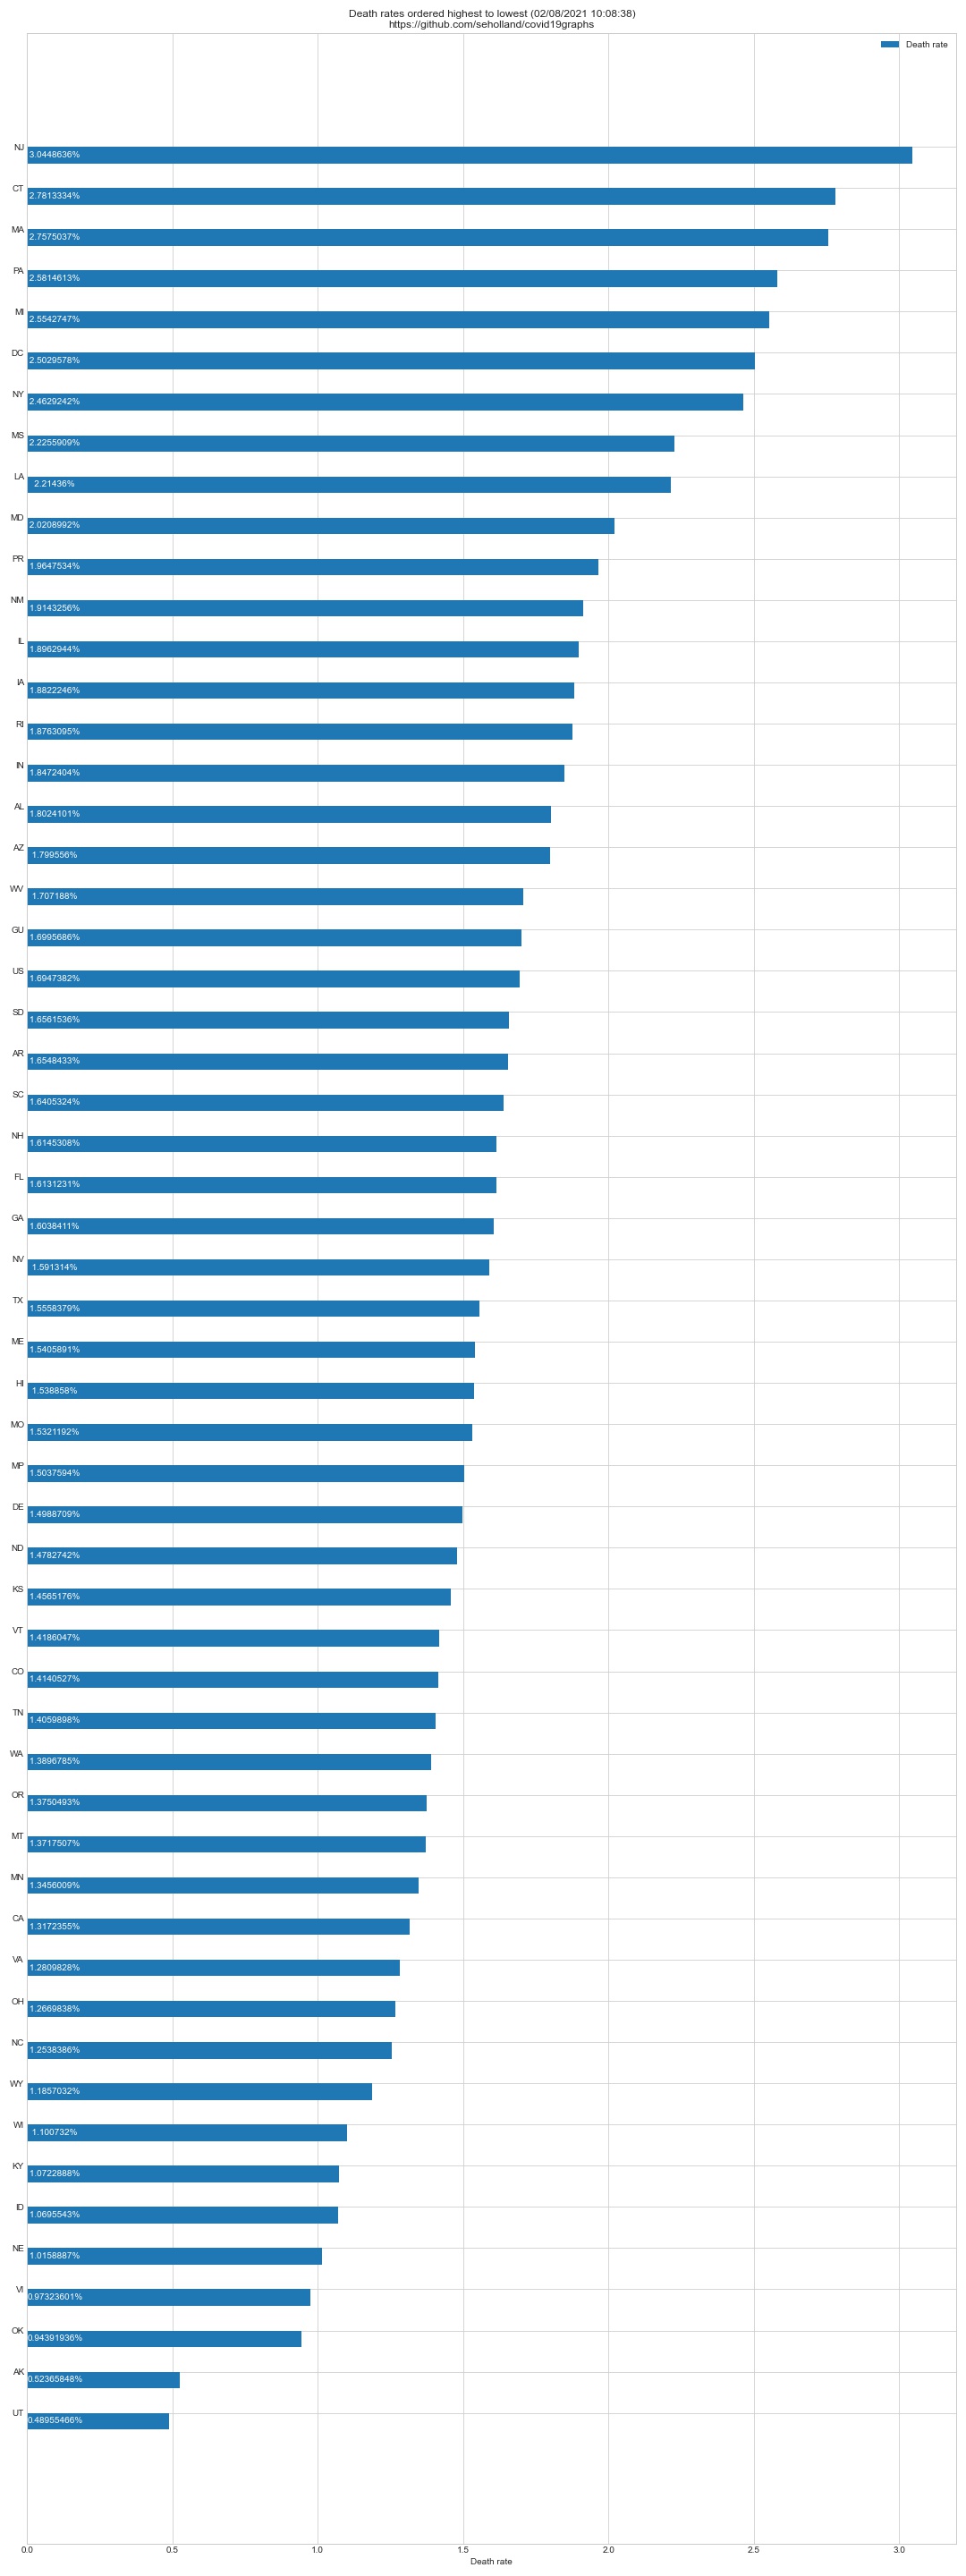 Death rates ordered highest to lowest (02/08/2021 10:08:38)
https://github.com/seholland/covid19graphs
Death rate
NJ 3.0448636%
CT 2.7813334%
MA 2.7575037%
PA 2.5814613%
MI 2.5542747%
DC 2.5029578%
NY 2.4629242%
MS 2.2255909%
LA 2.21436%
MD 2.0208992%
PR 1.9647534%
NM 1.9143256%
IL 1.8962944%
IA 1.8822246%
RI 1.8763095%
IN 1.8472404%
AL 1.8024101%
AZ 1.799556%
WV 1.707188%
GU 1.6995686%
US 1.6947382%
SD 1.6561536%
AR 1.6548433%
SC 1.6405324%
NH 1.6145308%
FL 1.6131231%
GA 1.6038411%
NV 1.591314%
TX 1.5558379%
ME 1.5405891%
HI 1.538858%
MO 1.5321192%
MP 1.5037594%
DE 1.4988709%
ND 1.4782742%
KS 1.4565176%
VT 1.4186047%
CO 1.4140527%
TN 1.4059898%
WA 1.3896785%
OR 1.3750493%
MT 1.3717507%
MN 1.3456009%
CA 1.3172355%
VA 1.2809828%
OH 1.2669838%
NC 1.2538386%
WY 1.1857032%
WI 1.100732%
KY 1.0722888%
ID 1.0695543%
NE 1.0158887%
VI 0.97323601%
OK 0.94391936%
AK 0.52365848%
UT 0.48955466%
0.0 0.5 1.0 1.5 2.0 2.5 3.0
Death rate